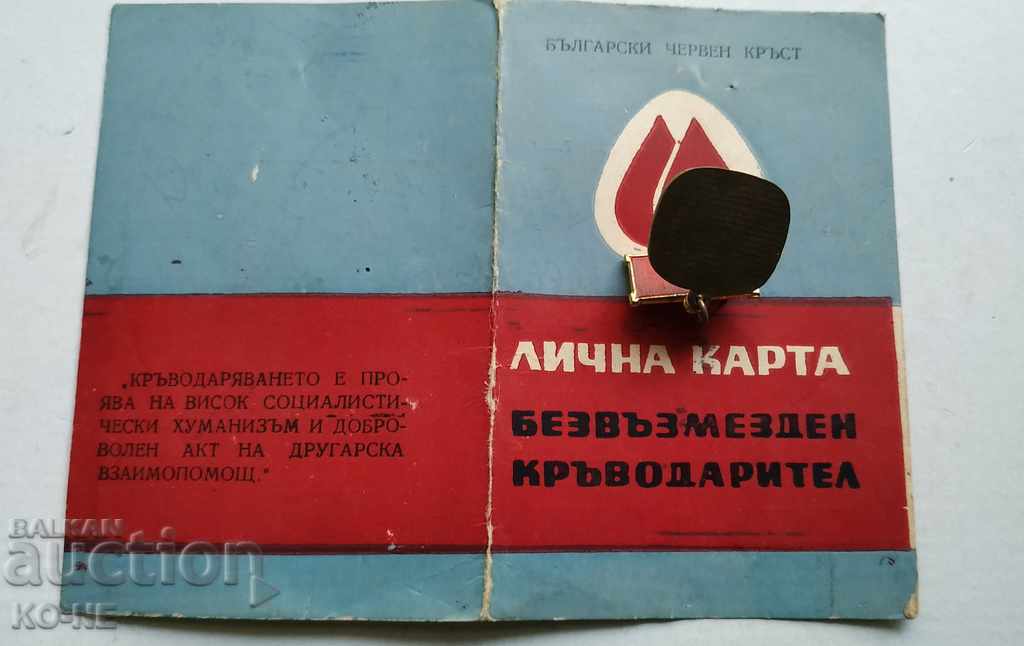 БЪЛГАРСКИ ЧЕРВЕН КРЪСТ
ЛИЧНА КАРТА
БЕЗВЪЗМЕЗДЕН
КРЪВОДАРИТЕЛ
„КРЪВОДАРЯВАНЕТО Е ПРО-
ЯВА НА ВИСОК СОЦИАЛИСТИ-
ЧЕСКИ ХУМАНИЗЪМ И ДОБРО-
ВОЛЕН АКТ НА ДРУГАРСКА
ВЗАИМОПОМОЩ.“
BALKAN
auction
KO-NE